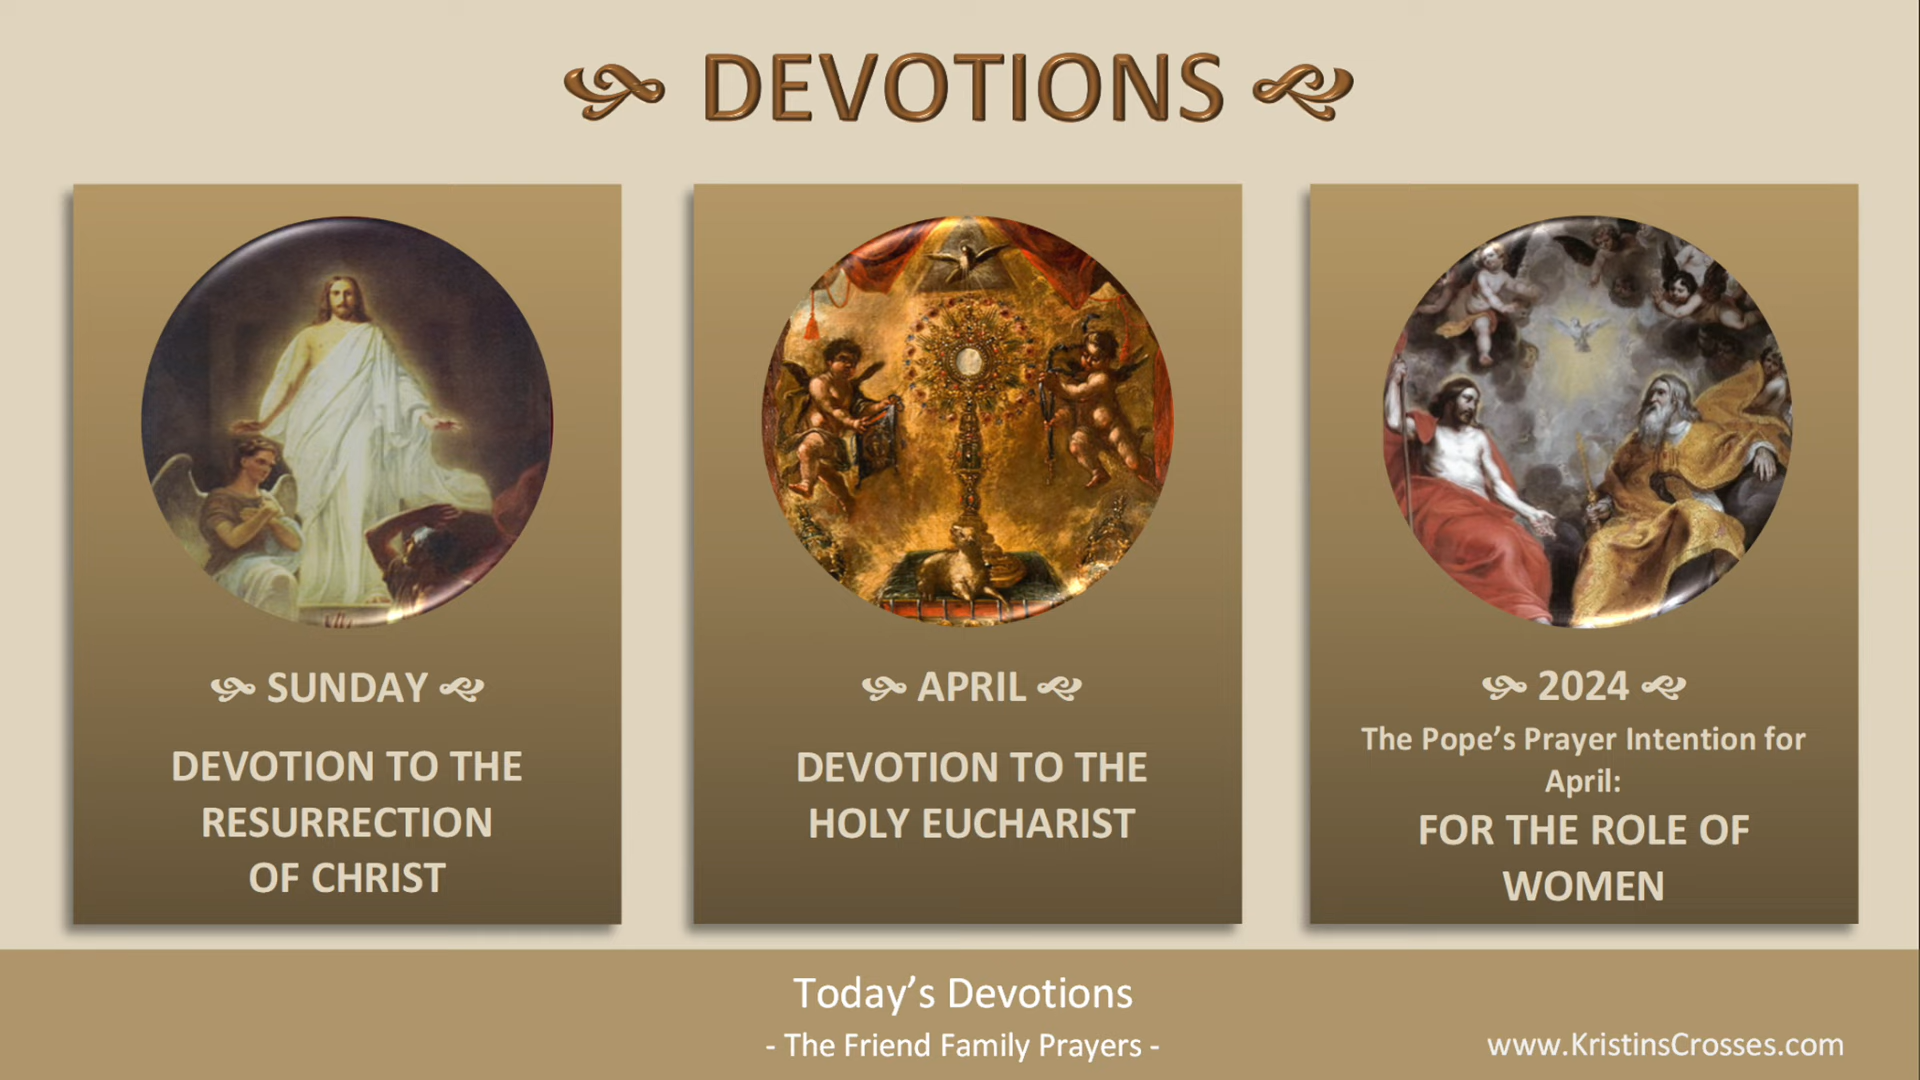 DEVOTIONS
SUNDAY
DEVOTION TO THE
RESURRECTION
OF CHRIST
APRIL
DEVOTION TO THE
HOLY EUCHARIST
2024
The Pope’s Prayer Intention for
April:
FOR THE ROLE OF
WOMEN
Today’s Devotions
- The Friend Family Prayers -
www.KristinsCrosses.com